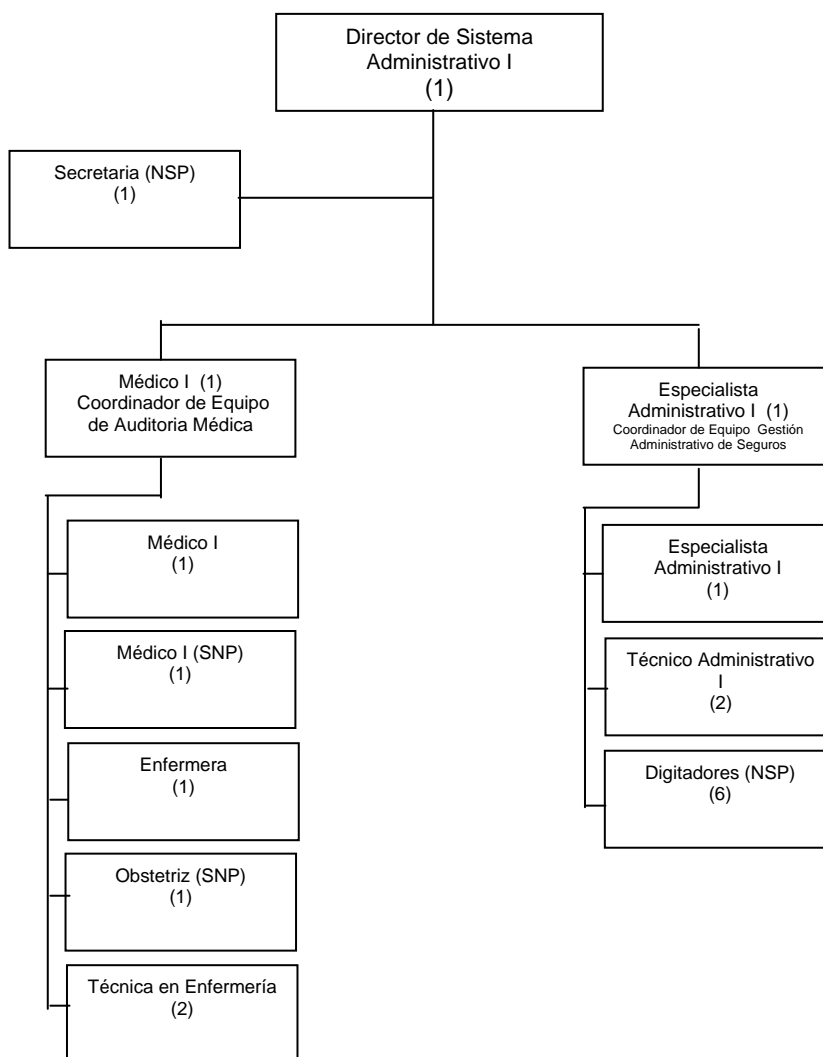 Director de Sistema
Administrativo I
(1)
Secretaria (NSP)
(1)
Médico I (1)
Coordinador de Equipo
de Auditoria Médica
Especialista
Administrativo I (1)
Coordinador de Equipo Gestión
Administrativo de Seguros
Médico I
(1)
Médico I (SNP)
(1)
Enfermera
(1)
Obstetriz (SNP)
(1)
Técnica en Enfermería
(2)
Especialista
Administrativo I
(1)
Técnico Administrativo
I
(2)
Digitadores (NSP)
(6)